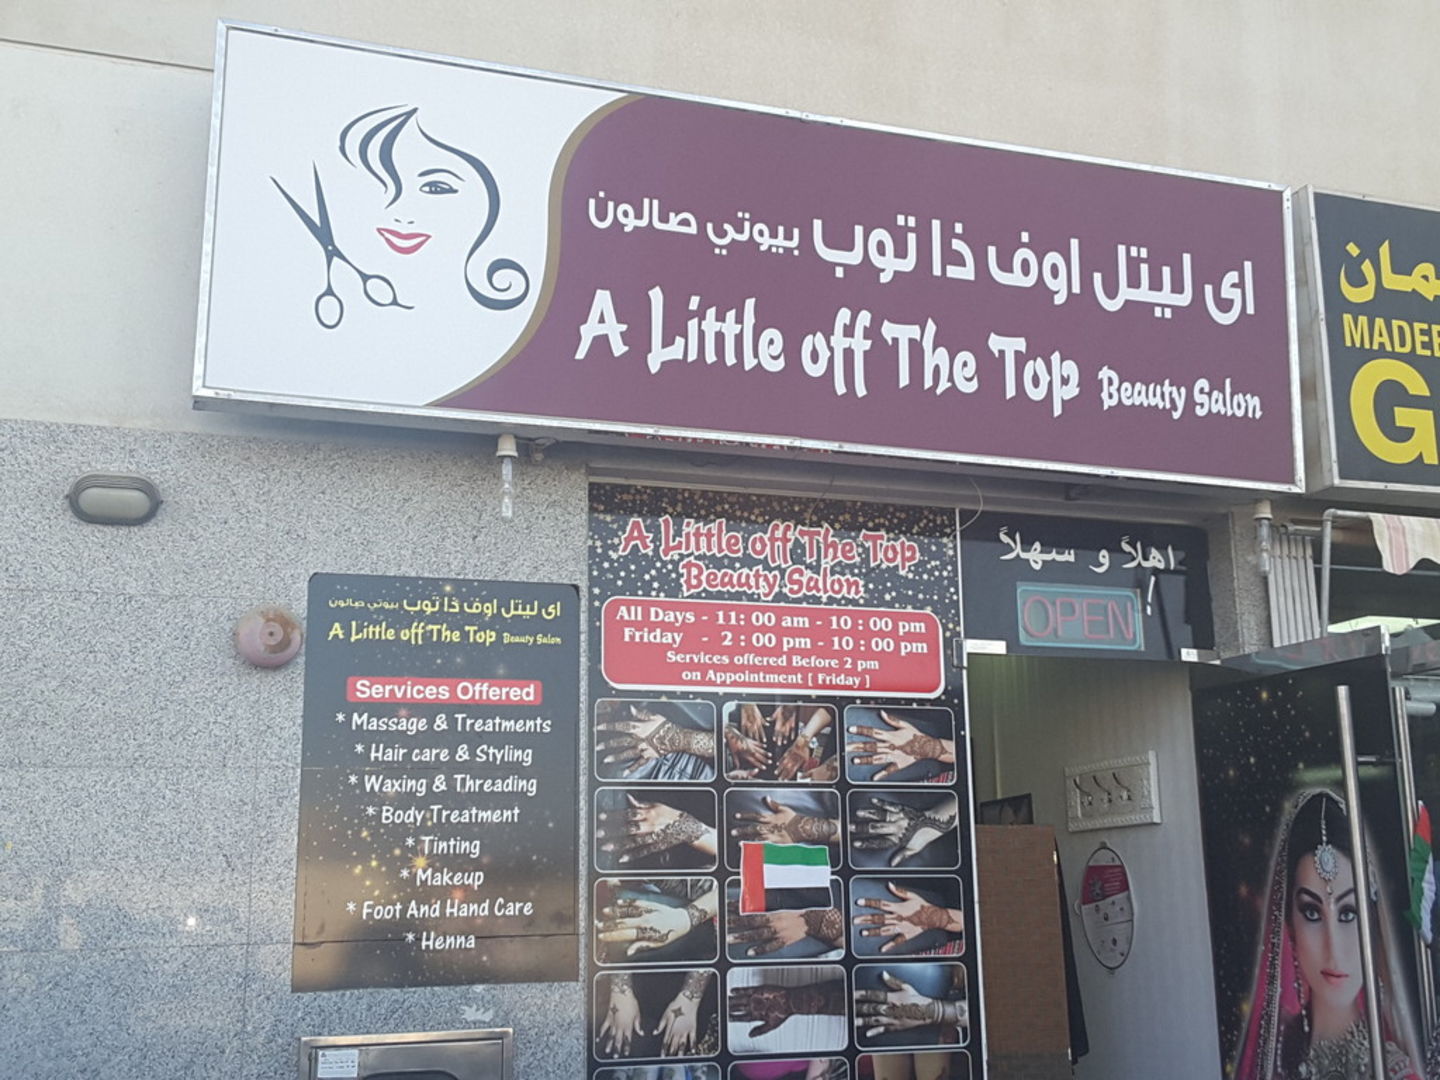 اى ليتل اوف ذا توب بيوتي صالون
A Little off The Top Beauty Salon
MADEE
G
A Little off The Top
Beauty Salon
All Days - 11: 00 am - 10 : 00 pm
Friday - 2 : 00 pm - 10 : 00 pm
Services offered Before 2 pm
on Appointment [ Friday ]
اهلاً و سهلاً !
OPEN
اى ليتل اوف ذا توب بيوتي صالون
A Little off The Top Beauty Salon
Services Offered
* Massage & Treatments
* Hair care & Styling
* Waxing & Threading
* Body Treatment
* Tinting
* Makeup
* Foot And Hand Care
* Henna